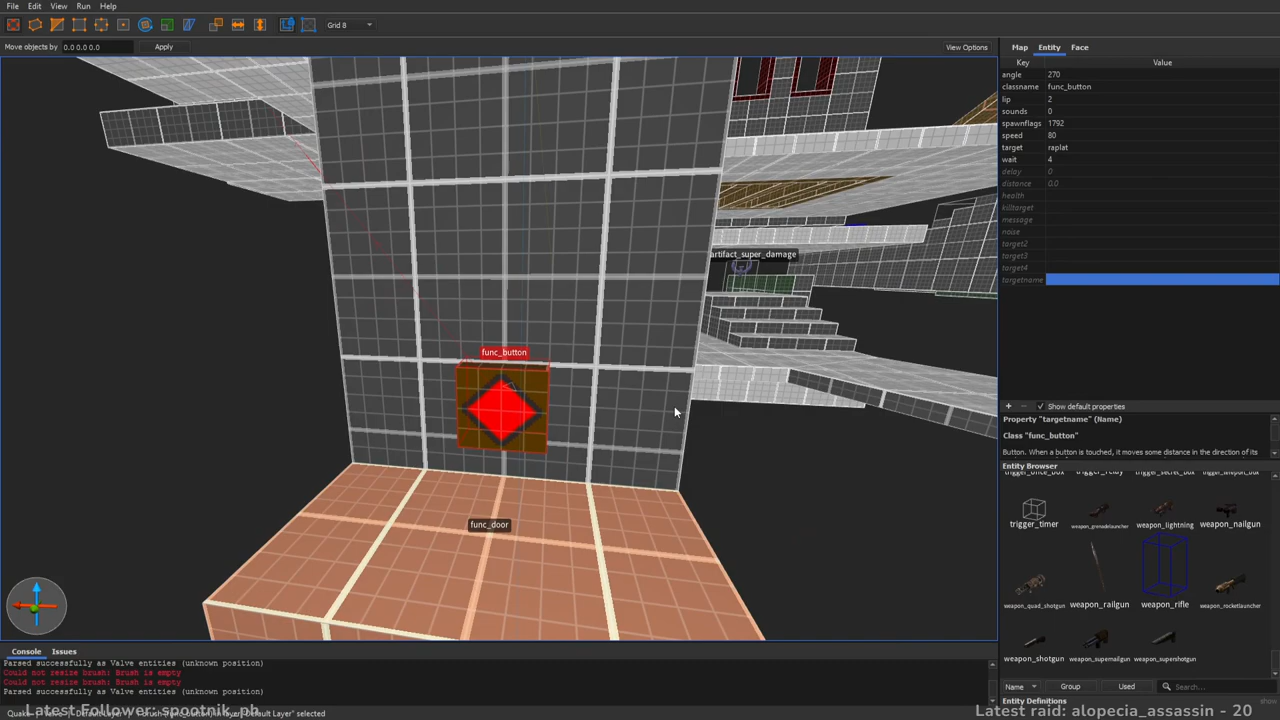 File Edit View Run Help
Grid 8
Move objects by 0.0 0.0 0.0 Apply View Options
Map Entity Face
Key Value
angle 270
classname func_button
lip 2
sounds 0
spawnflags 1792
speed 80
target raplat
wait 4
delay 0
distance 0.0
health
killtarget
message
noise
target2
target3
target4
targetname
artifact_super_damage
func_button
func_door
+ - Show default properties
Property "targetname" (Name)
Class "func_button"
Button. When a button is touched, it moves some distance in the direction of its
Entity Browser
trigger_once_box trigger_relay trigger_secret_box trigger_teleport_box
trigger_timer weapon_grenadelauncher weapon_lightning weapon_nailgun
weapon_quad_shotgun weapon_railgun weapon_rifle weapon_rocketlauncher
weapon_shotgun weapon_supernailgun weapon_supershotgun
Name Group Used Search...
Entity Definitions show
Console Issues
Parsed successfully as Valve entities (unknown position)
Could not resize brush: Brush is empty
Could not resize brush: Brush is empty
Parsed successfully as Valve entities (unknown position)
Latest Follower: spootnik_ph
Latest raid: alopecia_assassin - 20